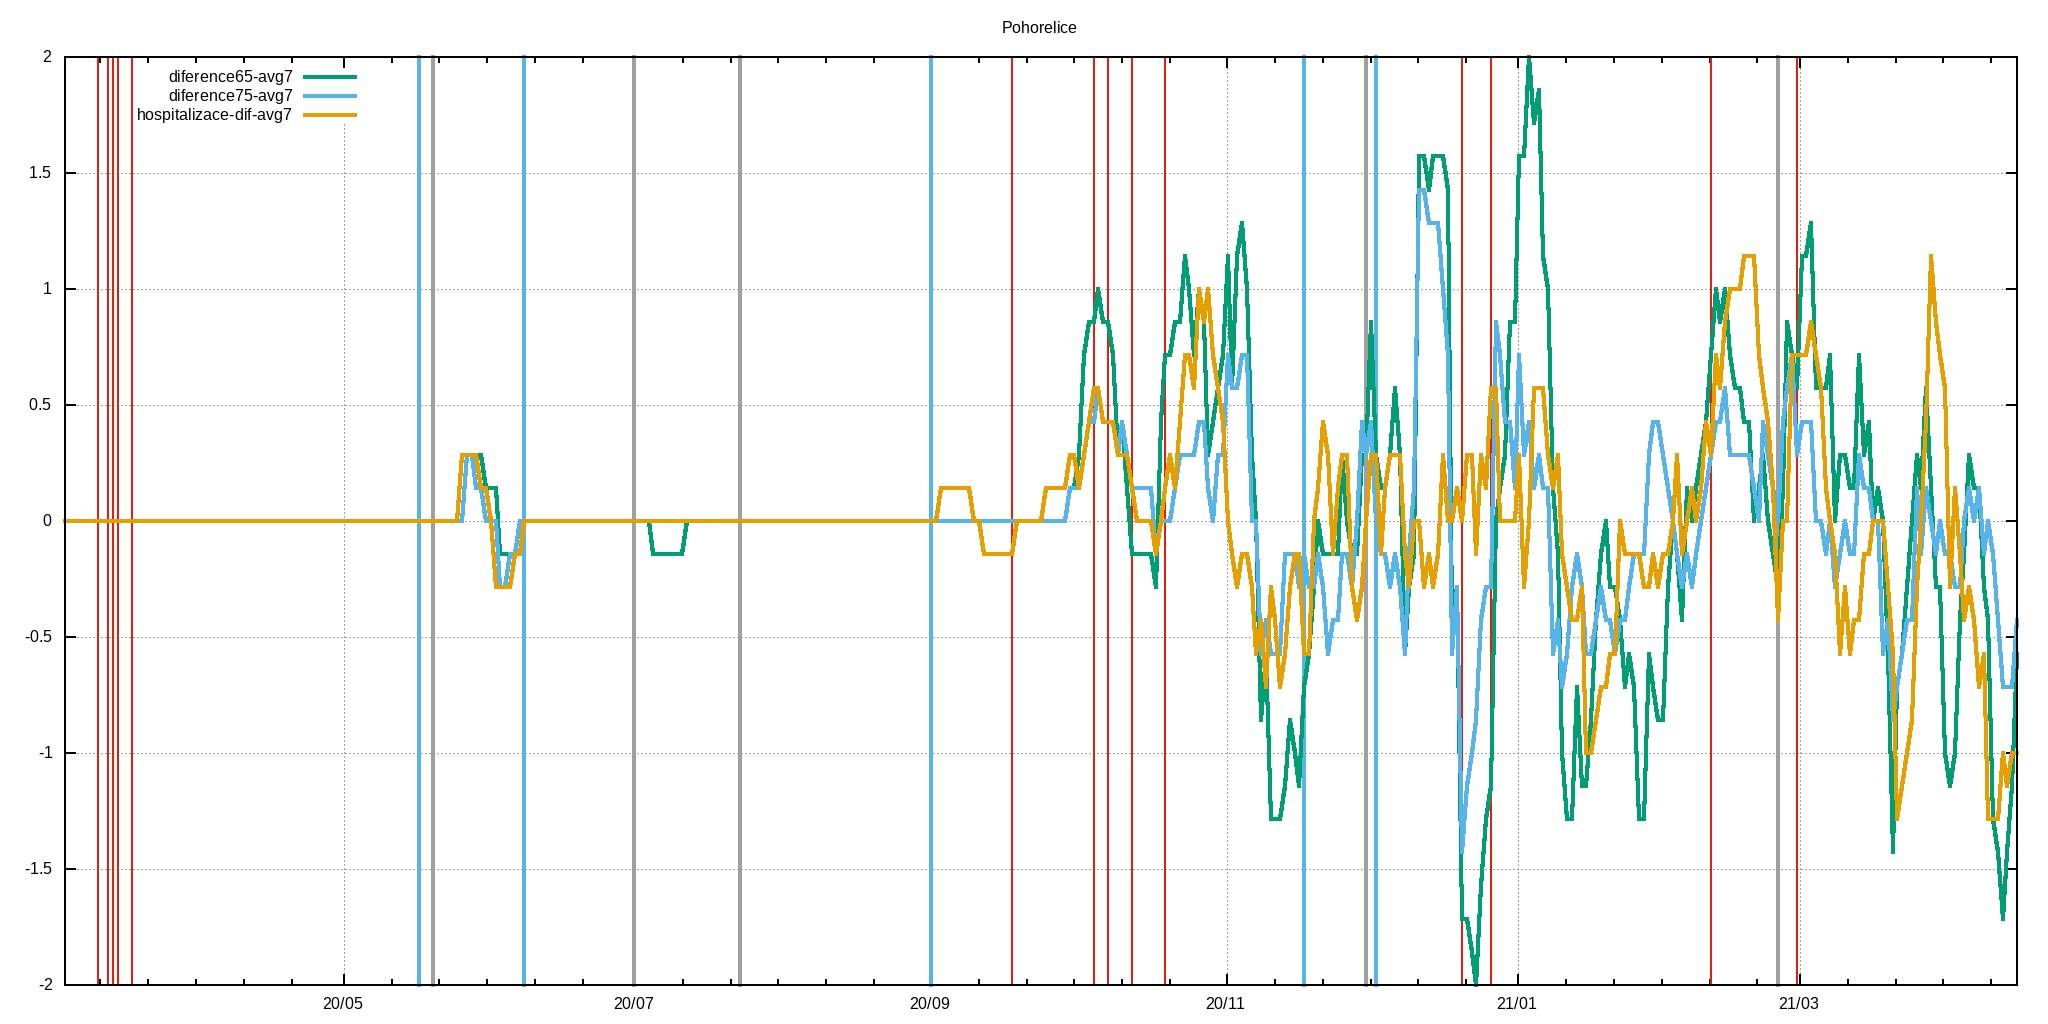 Pohorelice
diference65-avg7
diference75-avg7
hospitalizace-dif-avg7
2
1.5
1
0.5
0
-0.5
-1
-1.5
-2
20/05 20/07 20/09 20/11 21/01 21/03